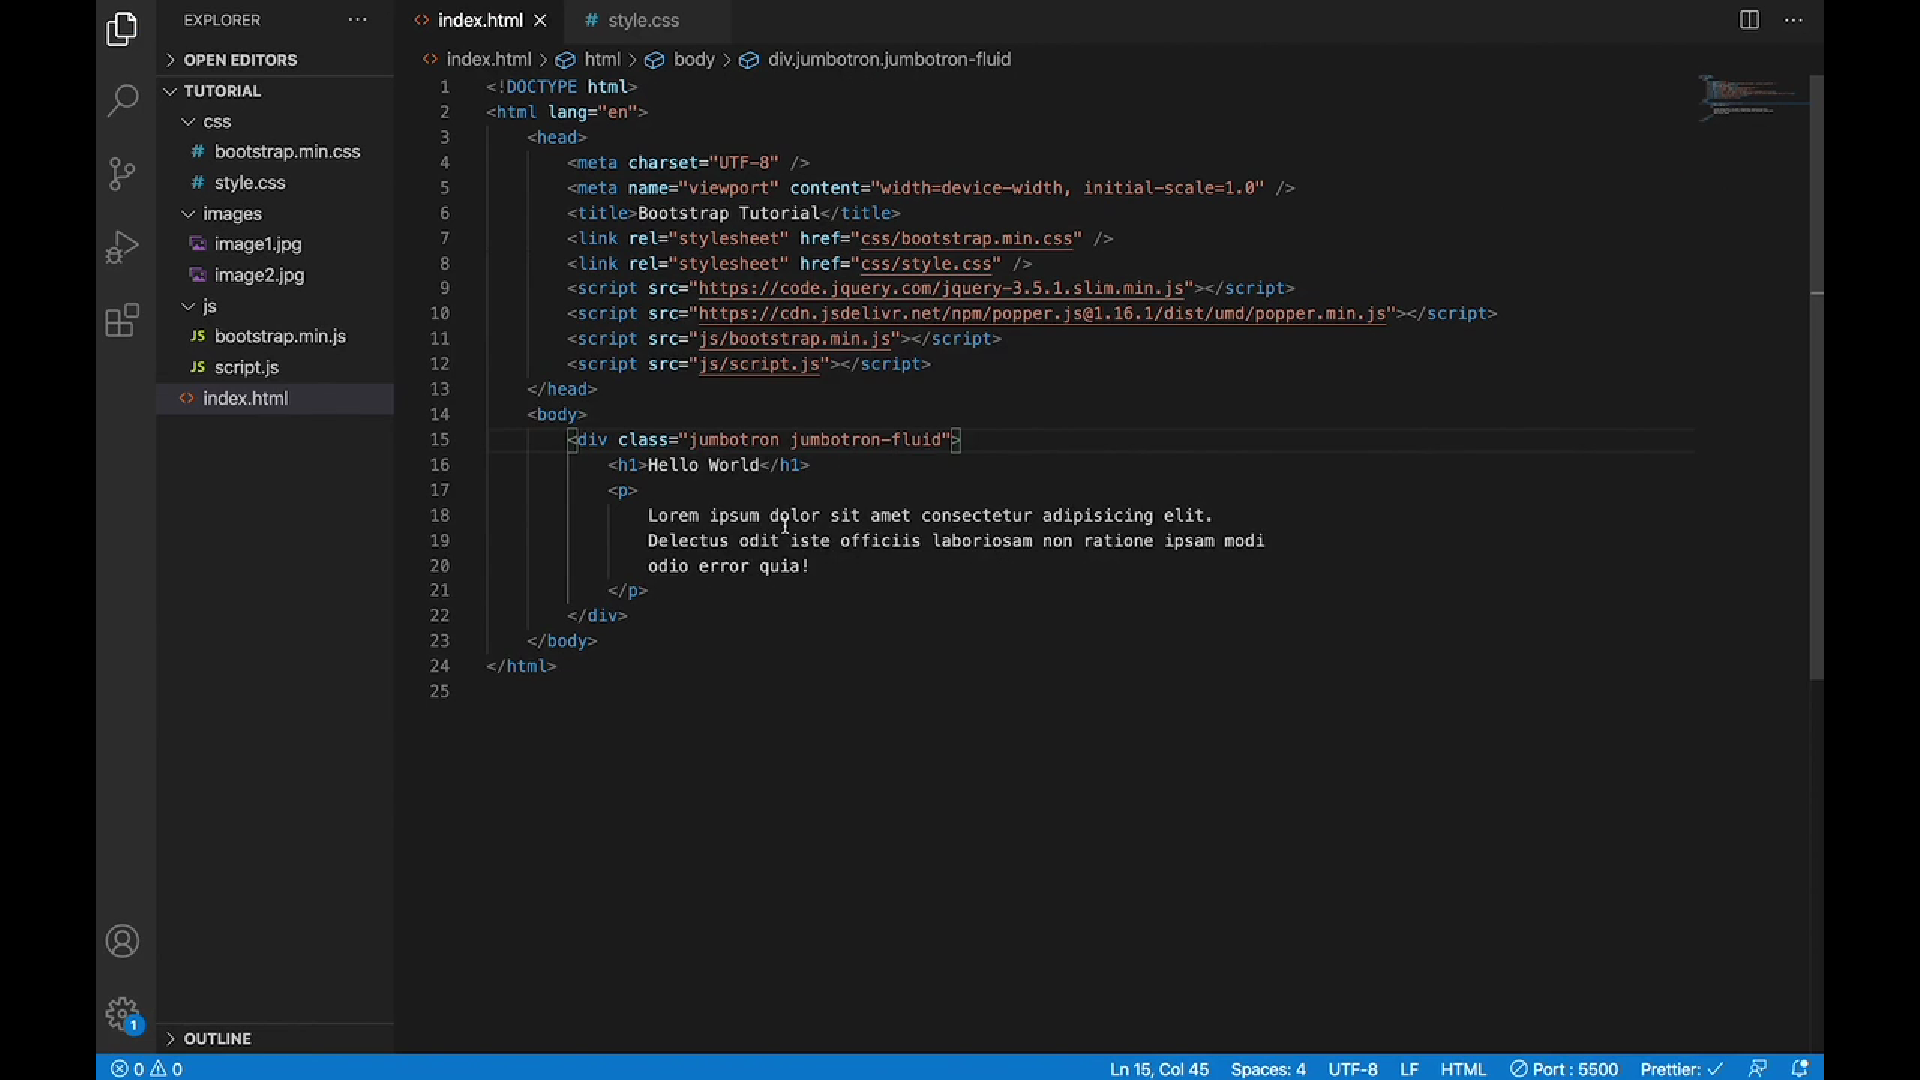 EXPLORER
OPEN EDITORS
TUTORIAL
css
# bootstrap.min.css
# style.css
images
image1.jpg
image2.jpg
js
JS bootstrap.min.js
JS script.js
<> index.html
OUTLINE
<> index.html
# style.css
<> index.html > html > body > div.jumbotron.jumbotron-fluid
1 <!DOCTYPE html>
2 <html lang="en">
3 <head>
4 <meta charset="UTF-8" />
5 <meta name="viewport" content="width=device-width, initial-scale=1.0" />
6 <title>Bootstrap Tutorial</title>
7 <link rel="stylesheet" href="css/bootstrap.min.css" />
8 <link rel="stylesheet" href="css/style.css" />
9 <script src="https://code.jquery.com/jquery-3.5.1.slim.min.js"></script>
10 <script src="https://cdn.jsdelivr.net/npm/popper.js@1.16.1/dist/umd/popper.min.js"></script>
11 <script src="js/bootstrap.min.js"></script>
12 <script src="js/script.js"></script>
13 </head>
14 <body>
15 <div class="jumbotron jumbotron-fluid">
16 <h1>Hello World</h1>
17 <p>
18 Lorem ipsum dolor sit amet consectetur adipisicing elit.
19 Delectus odit iste officiis laboriosam non ratione ipsam modi
20 odio error quia!
21 </p>
22 </div>
23 </body>
24 </html>
25
1
0 0 Ln 15, Col 45 Spaces: 4 UTF-8 LF HTML Port : 5500 Prettier: ✓